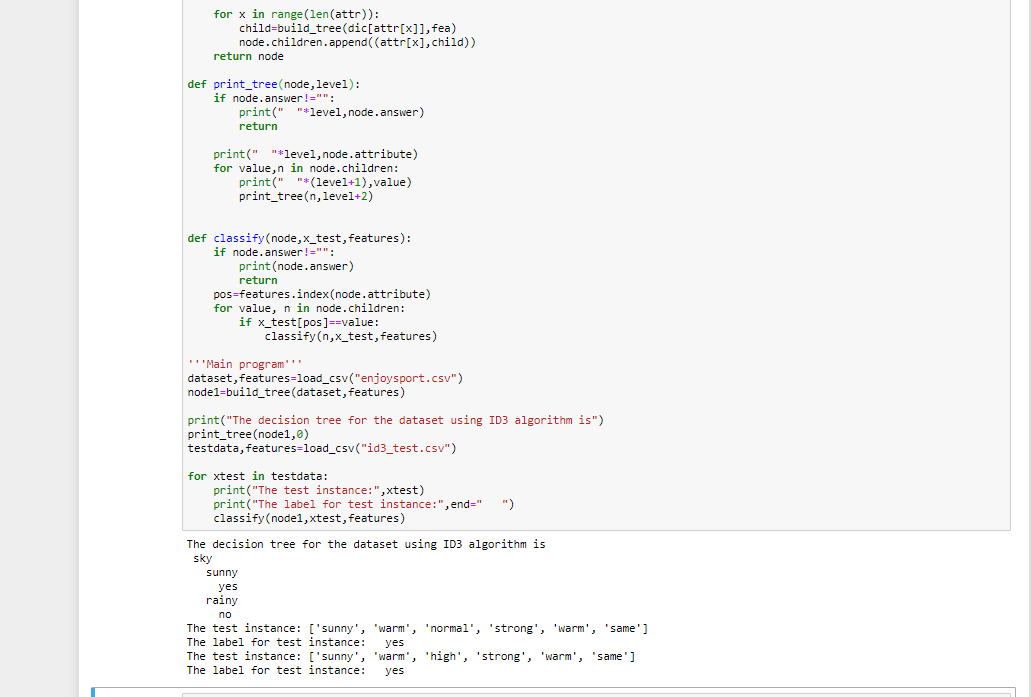 for x in range(len(attr)):
        child=build_tree(dic[attr[x]],fea)
        node.children.append((attr[x],child))
    return node

def print_tree(node,level):
    if node.answer!="":
        print("  "*level,node.answer)
        return

    print("  "*level,node.attribute)
    for value,n in node.children:
        print("  "*(level+1),value)
        print_tree(n,level+2)


def classify(node,x_test,features):
    if node.answer!="":
        print(node.answer)
        return
    pos=features.index(node.attribute)
    for value, n in node.children:
        if x_test[pos]==value:
            classify(n,x_test,features)

'''Main program'''
dataset,features=load_csv("enjoysport.csv")
node1=build_tree(dataset,features)

print("The decision tree for the dataset using ID3 algorithm is")
print_tree(node1,0)
testdata,features=load_csv("id3_test.csv")

for xtest in testdata:
    print("The test instance:",xtest)
    print("The label for test instance:",end="   ")
    classify(node1,xtest,features)
The decision tree for the dataset using ID3 algorithm is
 sky
   sunny
     yes
   rainy
     no
The test instance: ['sunny', 'warm', 'normal', 'strong', 'warm', 'same']
The label for test instance:   yes
The test instance: ['sunny', 'warm', 'high', 'strong', 'warm', 'same']
The label for test instance:   yes